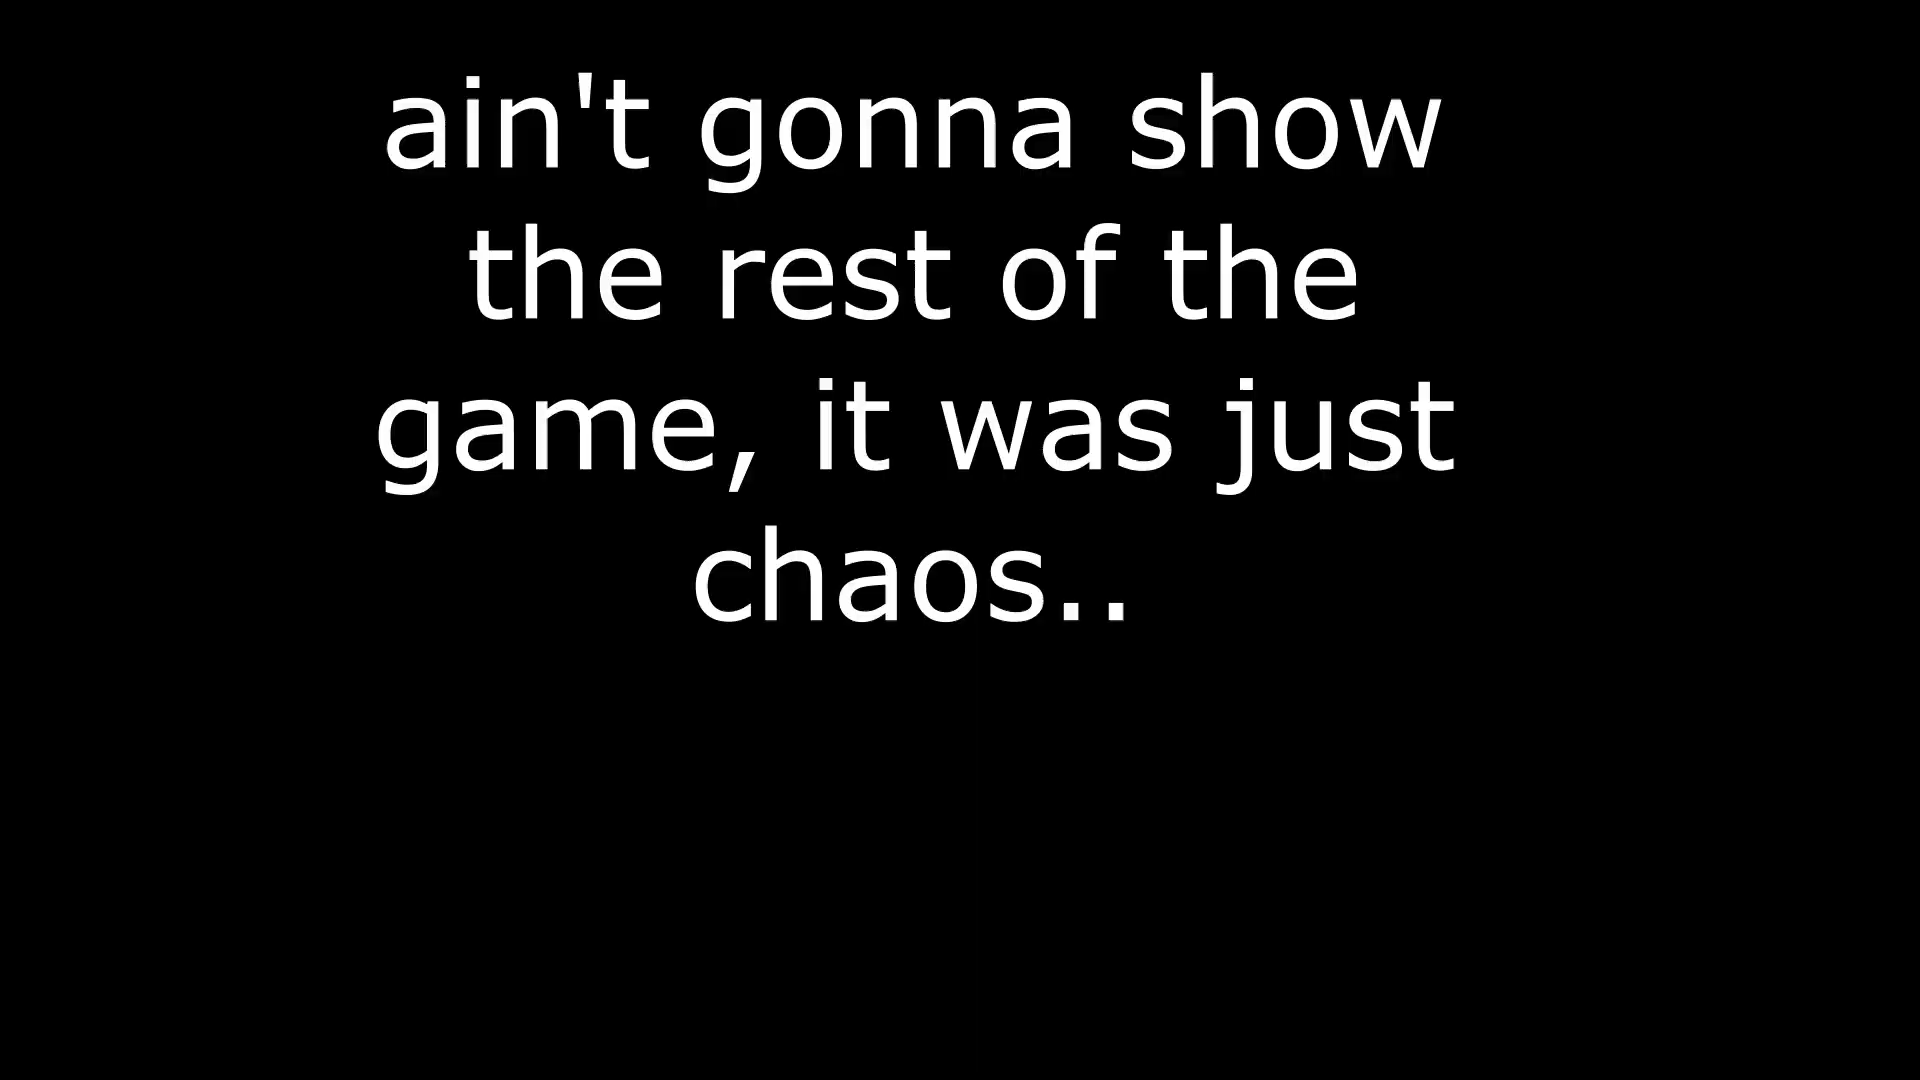 ain't gonna show
the rest of the
game, it was just
chaos..